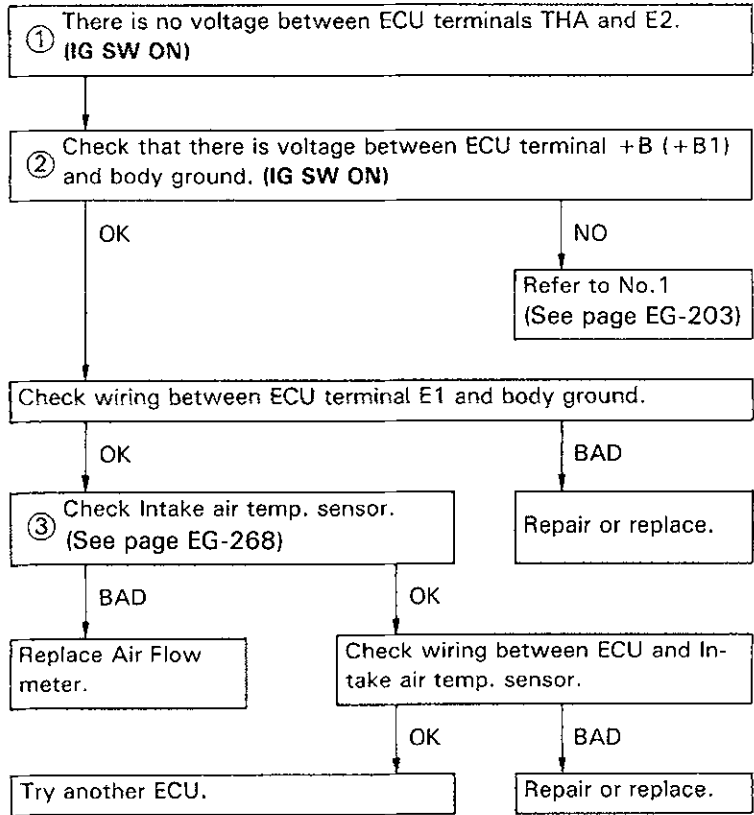 ① There is no voltage between ECU terminals THA and E2.
(IG SW ON)
② Check that there is voltage between ECU terminal +B (+B1)
and body ground. (IG SW ON)
OK
NO
Refer to No.1
(See page EG-203)
Check wiring between ECU terminal E1 and body ground.
OK
BAD
③ Check Intake air temp. sensor.
(See page EG-268)
Repair or replace.
BAD
OK
Replace Air Flow
meter.
Check wiring between ECU and In-
take air temp. sensor.
OK
BAD
Try another ECU.
Repair or replace.